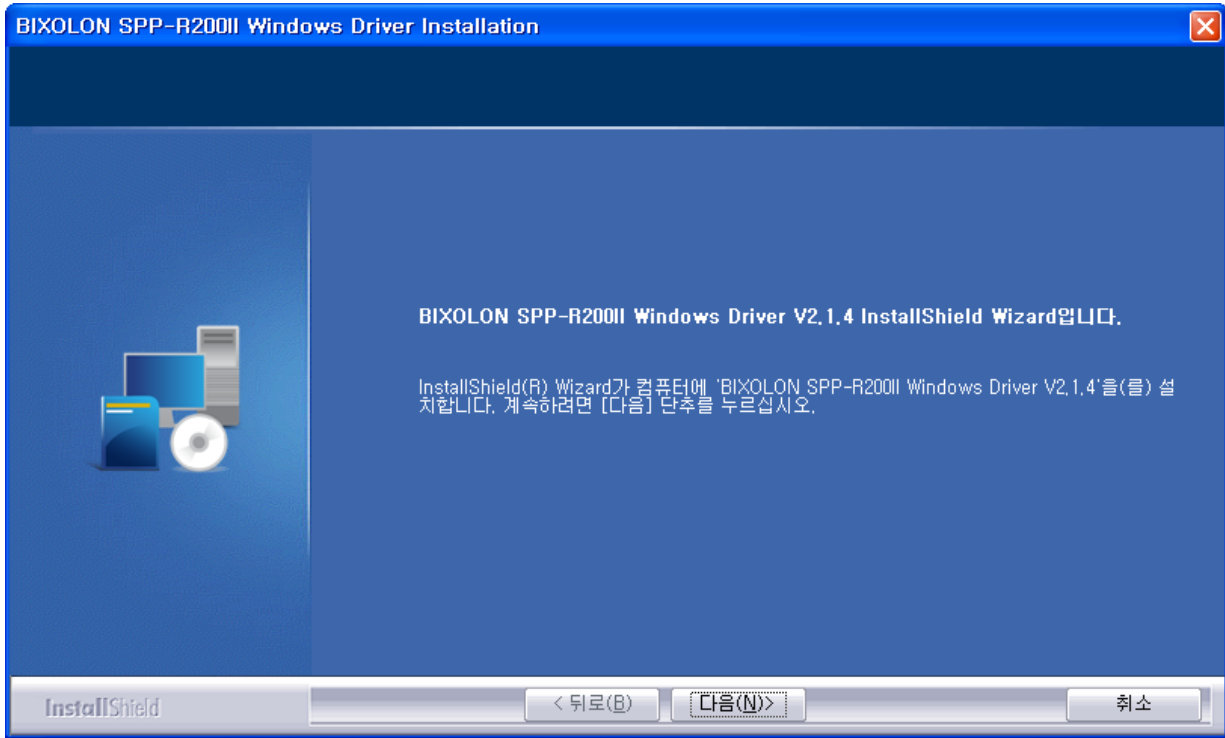 BIXOLON SPP-R200II Windows Driver Installation
BIXOLON SPP-R200II Windows Driver V2.1.4 InstallShield Wizard입니다.
InstallShield(R) Wizard가 컴퓨터에 'BIXOLON SPP-R200II Windows Driver V2.1.4'을(를) 설
치합니다. 계속하려면 [다음] 단추를 누르십시오.
InstallShield
< 뒤로(B)
다음(N)>
취소